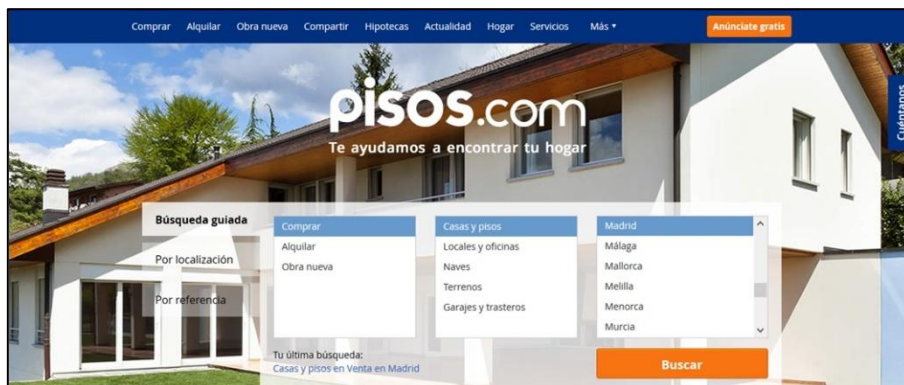 Comprar Alquilar Obra nueva Compartir Hipotecas Actualidad Hogar Servicios Más Anúnciate gratis
Cuéntanos
pisos.com
Te ayudamos a encontrar tu hogar
Búsqueda guiada
Por localización
Por referencia
Comprar
Alquilar
Obra nueva
Casas y pisos
Locales y oficinas
Naves
Terrenos
Garajes y trasteros
Madrid
Málaga
Mallorca
Melilla
Menorca
Murcia
Tu última búsqueda:
Casas y pisos en Venta en Madrid
Buscar